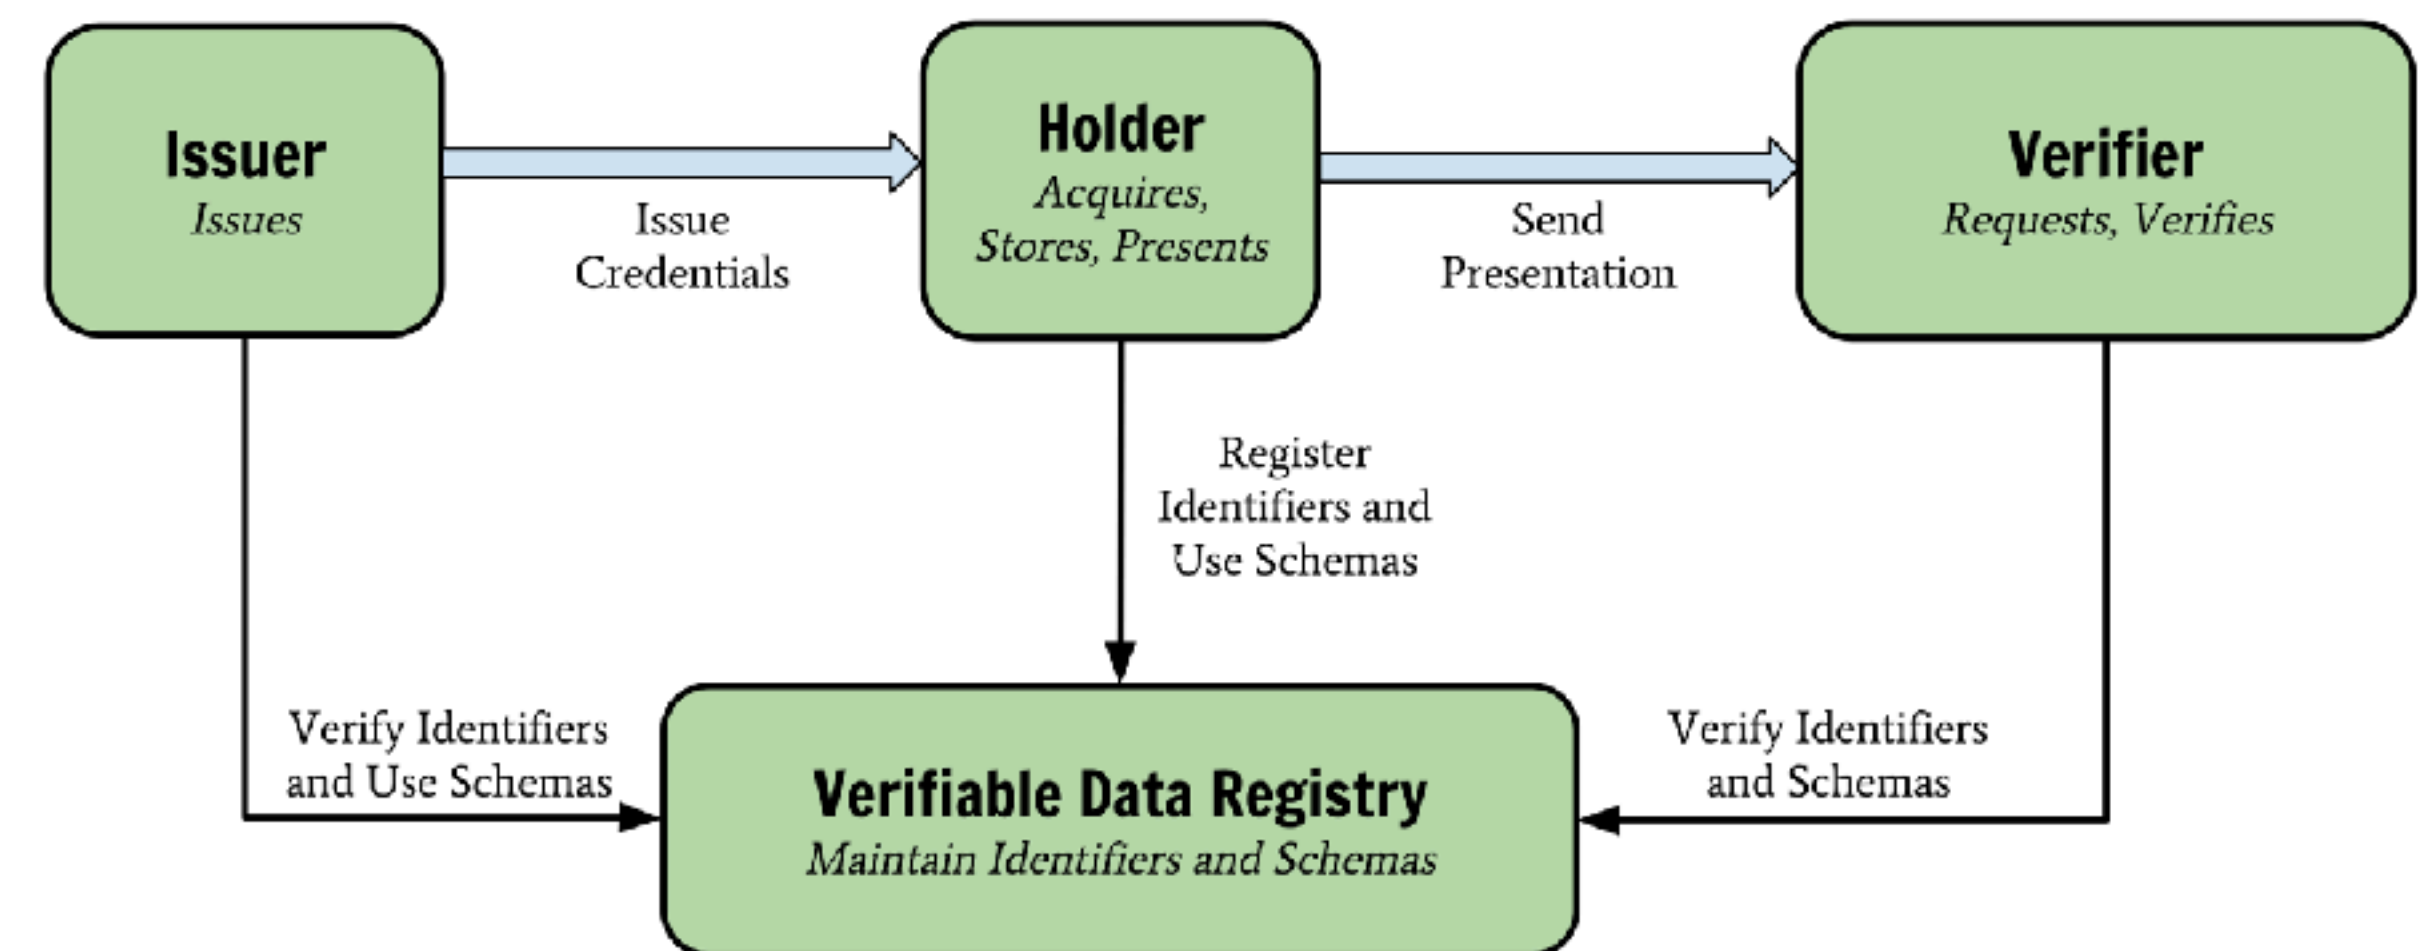 Issuer
Issues
Issue
Credentials
Holder
Acquires,
Stores, Presents
Send
Presentation
Verifier
Requests, Verifies
Register
Identifiers and
Use Schemas
Verify Identifiers
and Use Schemas
Verifiable Data Registry
Maintain Identifiers and Schemas
Verify Identifiers
and Schemas